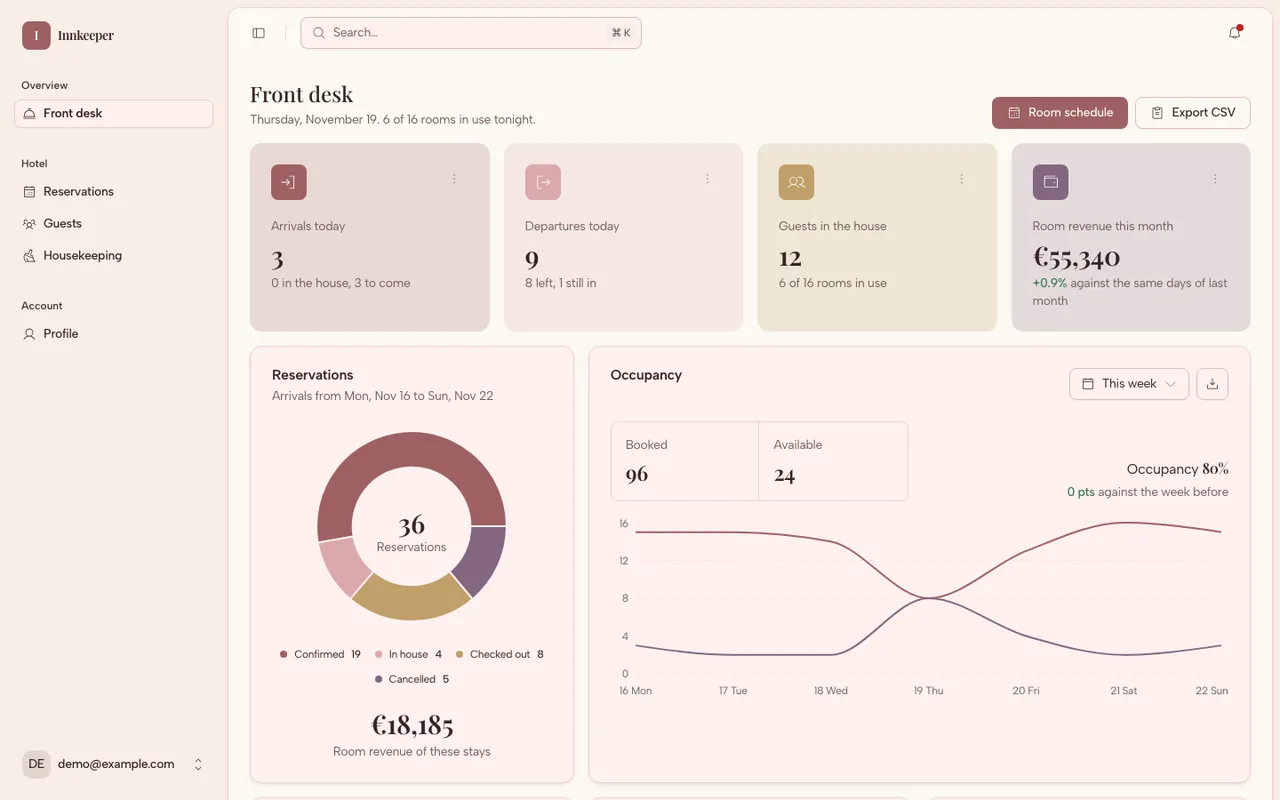 I Innkeeper
Overview
Front desk
Hotel
Reservations
Guests
Housekeeping
Account
Profile
DE demo@example.com
Search... ⌘ K
Front desk
Thursday, November 19. 6 of 16 rooms in use tonight.
Room schedule
Export CSV
Arrivals today
3
0 in the house, 3 to come
Departures today
9
8 left, 1 still in
Guests in the house
12
6 of 16 rooms in use
Room revenue this month
€55,340
+0.9% against the same days of last
month
Reservations
Arrivals from Mon, Nov 16 to Sun, Nov 22
36
Reservations
Confirmed 19 In house 4 Checked out 8
Cancelled 5
€18,185
Room revenue of these stays
Occupancy
This week
Booked
96
Available
24
Occupancy 80%
0 pts against the week before
16
12
8
4
0
16 Mon 17 Tue 18 Wed 19 Thu 20 Fri 21 Sat 22 Sun